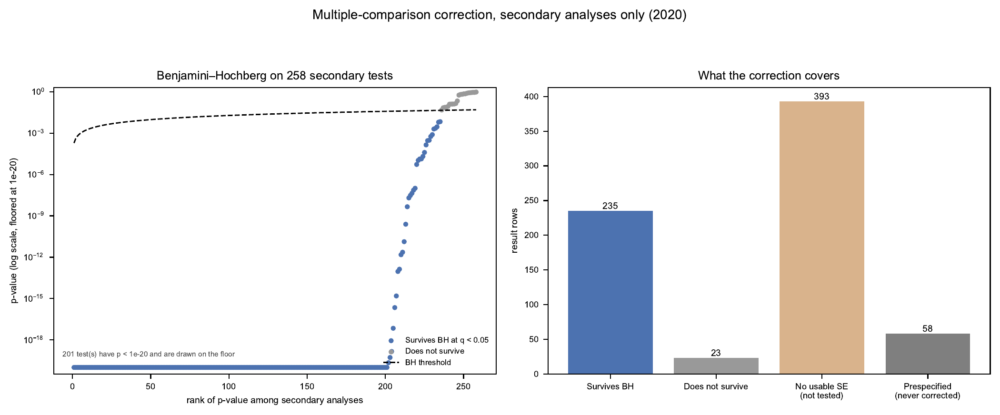 Multiple-comparison correction, secondary analyses only (2020)
Benjamini–Hochberg on 258 secondary tests
p-value (log scale, floored at 1e-20)
10⁰
10⁻³
10⁻⁶
10⁻⁹
10⁻¹²
10⁻¹⁵
10⁻¹⁸
201 test(s) have p < 1e-20 and are drawn on the floor
Survives BH at q < 0.05
Does not survive
BH threshold
0 50 100 150 200 250
rank of p-value among secondary analyses
What the correction covers
result rows
400
350
300
250
200
150
100
50
0
235
23
393
58
Survives BH
Does not survive
No usable SE
(not tested)
Prespecified
(never corrected)